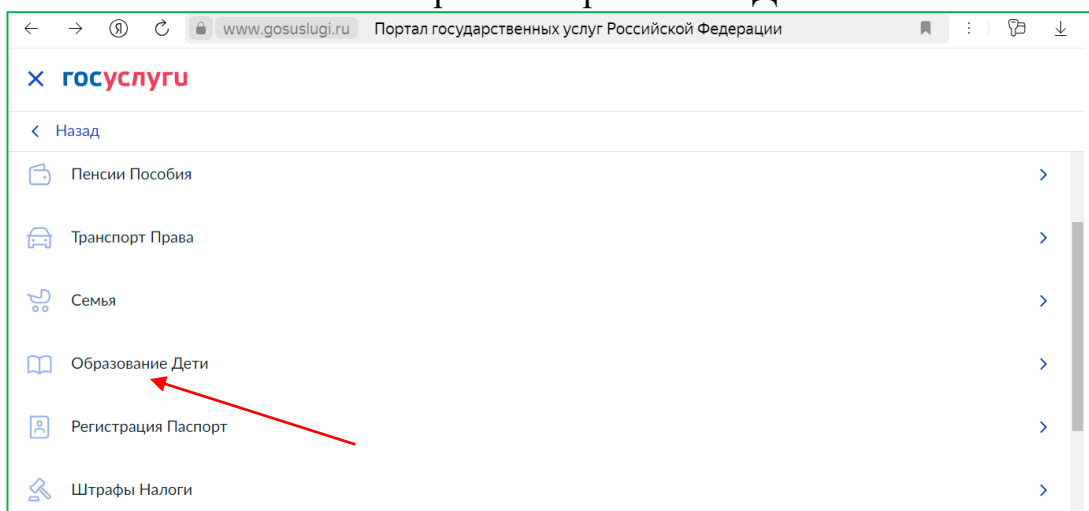 www.gosuslugi.ru Портал государственных услуг Российской Федерации
госуслуги
Назад
Пенсии Пособия
Транспорт Права
Семья
Образование Дети
Регистрация Паспорт
Штрафы Налоги